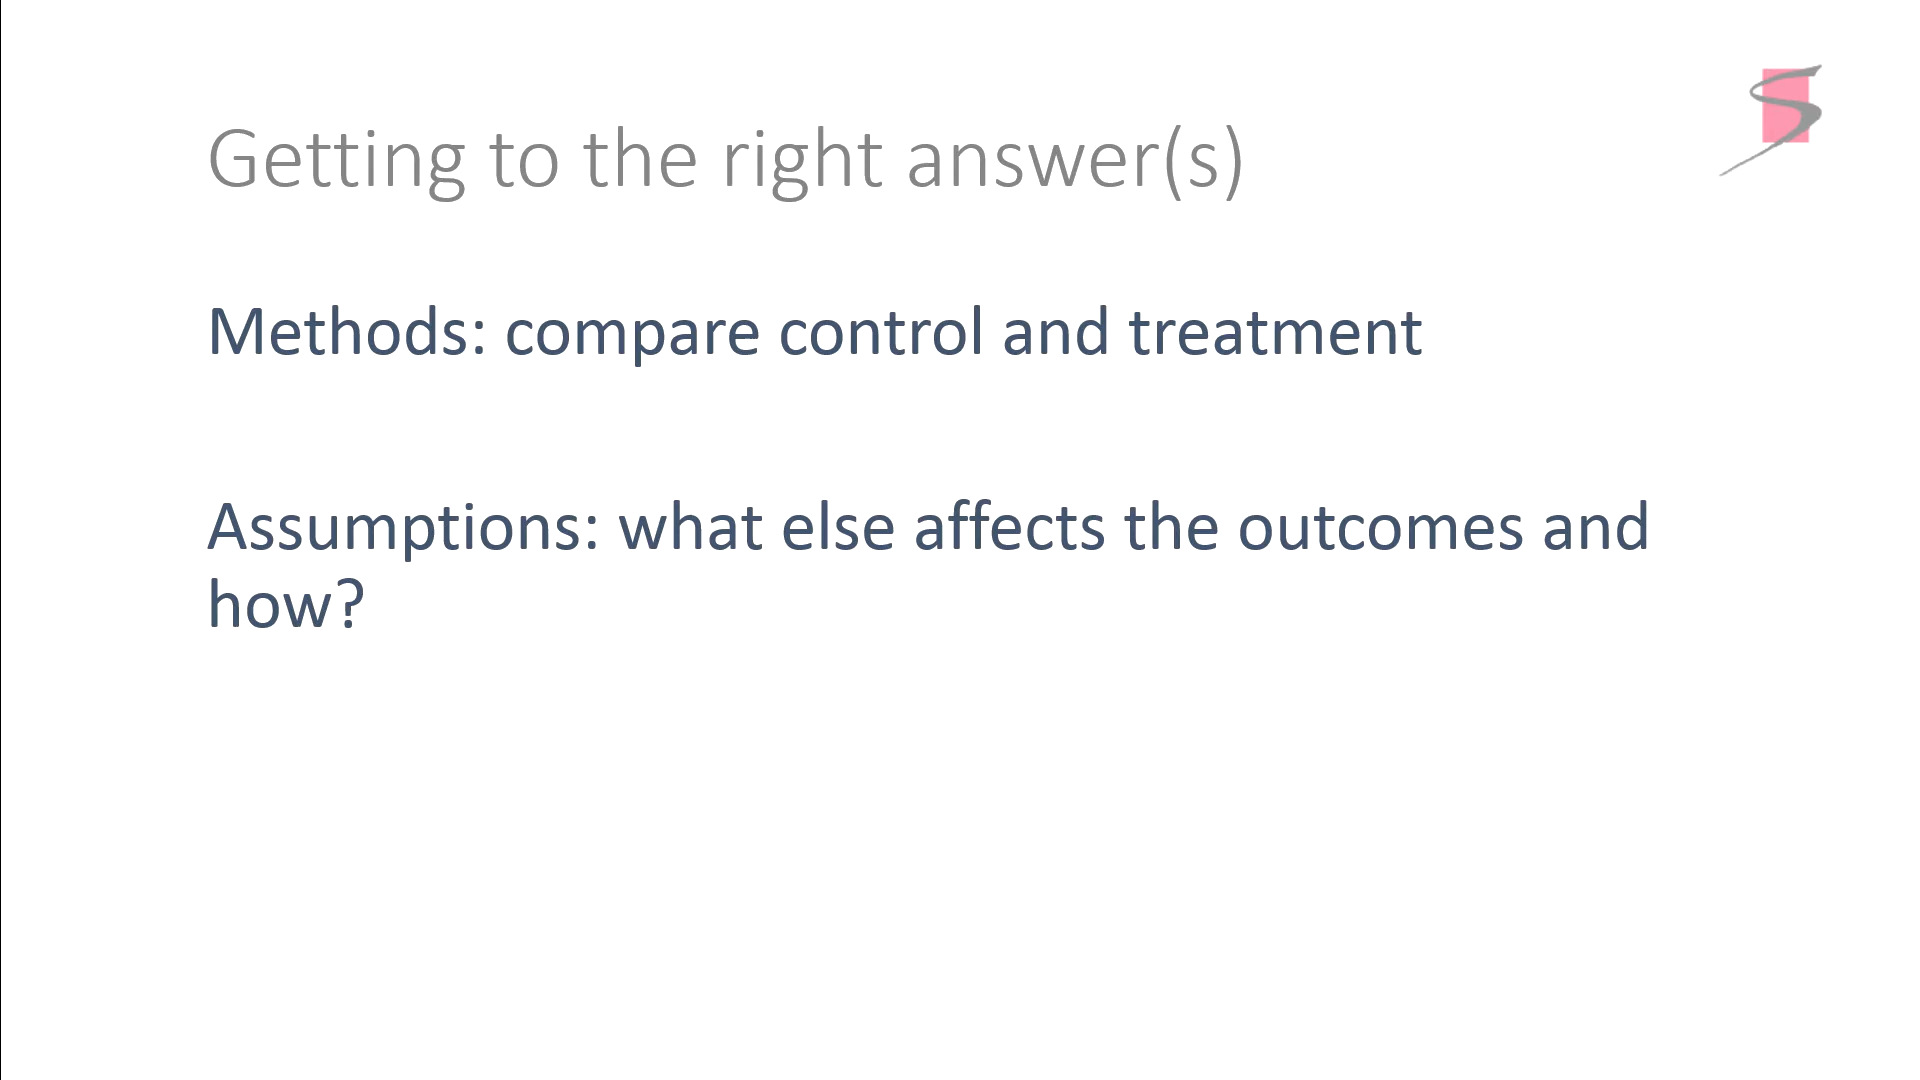 Getting to the right answer(s)
Methods: compare control and treatment
Assumptions: what else affects the outcomes and
how?